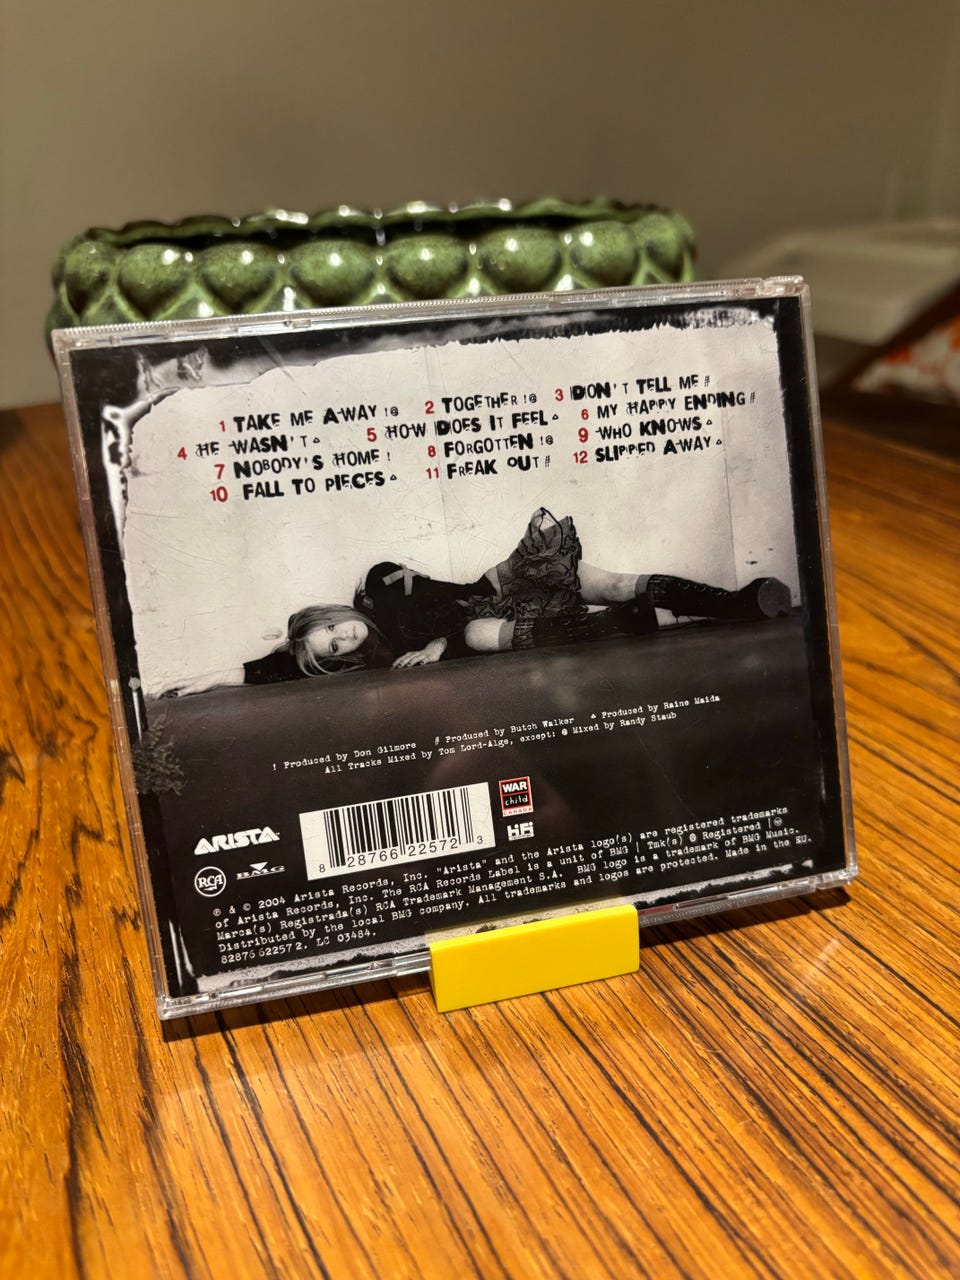 1 TAKE ME AWAY !@ 2 TOGETHER !@ 3 DON'T TELL ME #
4 HE WASN'T ^ 5 HOW DOES IT FEEL ^ 6 MY HAPPY ENDING #
7 NOBODY'S HOME ! 8 FORGOTTEN !@ 9 WHO KNOWS ^
10 FALL TO PIECES ^ 11 FREAK OUT # 12 SLIPPED AWAY ^
! Produced by Don Gilmore # Produced by Butch Walker ^ Produced by Raine Maida
All Tracks Mixed by Tom Lord-Alge, except: @ Mixed by Randy Staub
ARISTA
RCA
BMG
8 28766 22572 3
WAR
child
CANADA
HiFi
℗ & © 2004 Arista Records, Inc. "Arista" and the Arista logo(s) are registered trademarks
of Arista Records, Inc. The RCA Records Label is a unit of BMG | Tmk(s) ® Registered |
Marca(s) Registrada(s) RCA Trademark Management S.A. BMG logo is a trademark of BMG Music.
Distributed by the local BMG company. All trademarks and logos are protected. Made in the EU.
82876 62257 2. LC 03484.